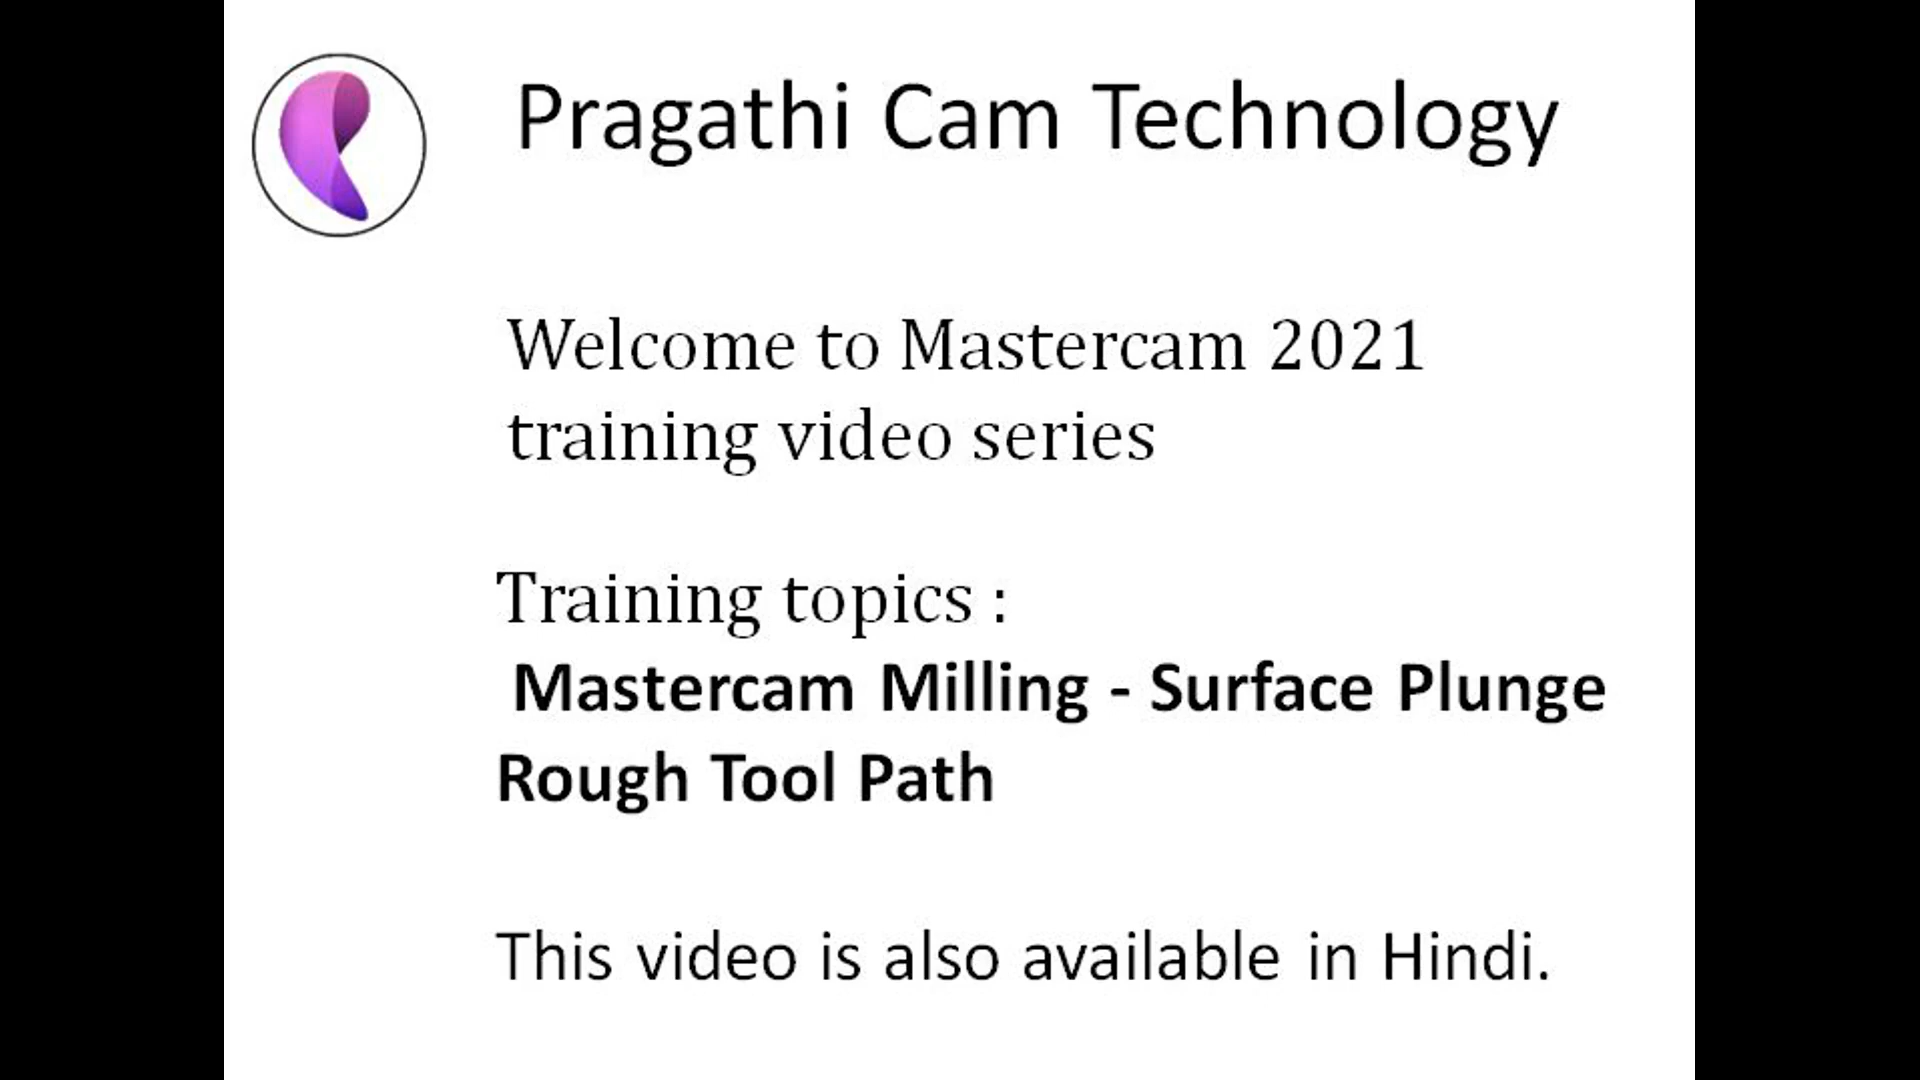 Pragathi Cam Technology
Welcome to Mastercam 2021
training video series
Training topics :
Mastercam Milling - Surface Plunge
Rough Tool Path
This video is also available in Hindi.